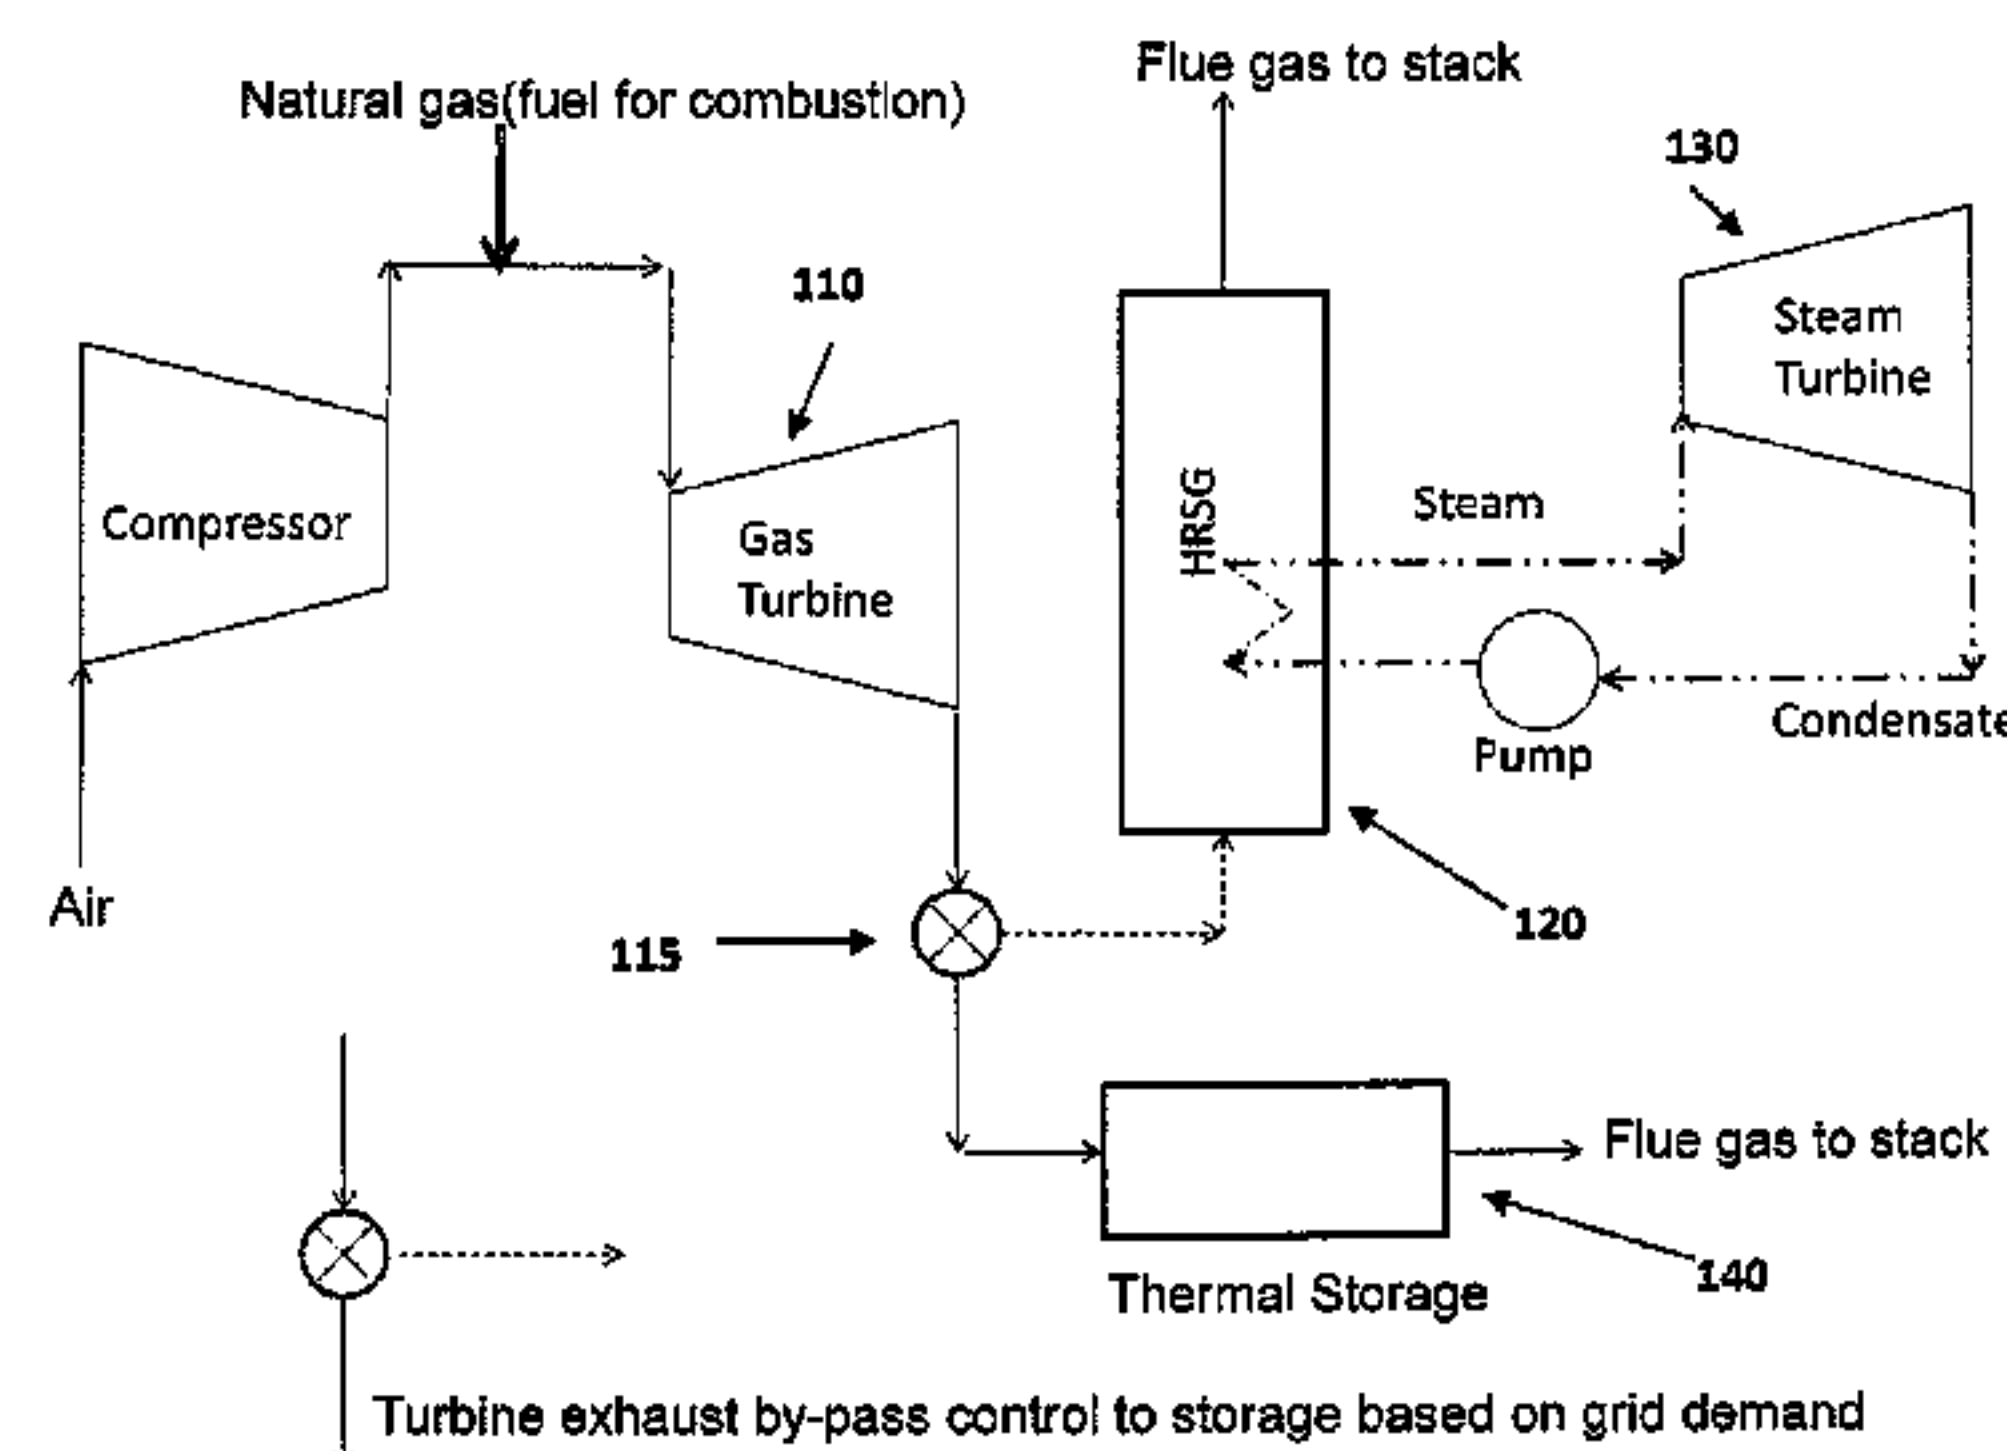 Flue gas to stack
Natural gas(fuel for combustion)
130
110
Steam
Turbine
Compressor
Gas
Turbine
HRSG
Steam
Condensate
Pump
Air
115
120
Flue gas to stack
140
Thermal Storage
Turbine exhaust by-pass control to storage based on grid demand